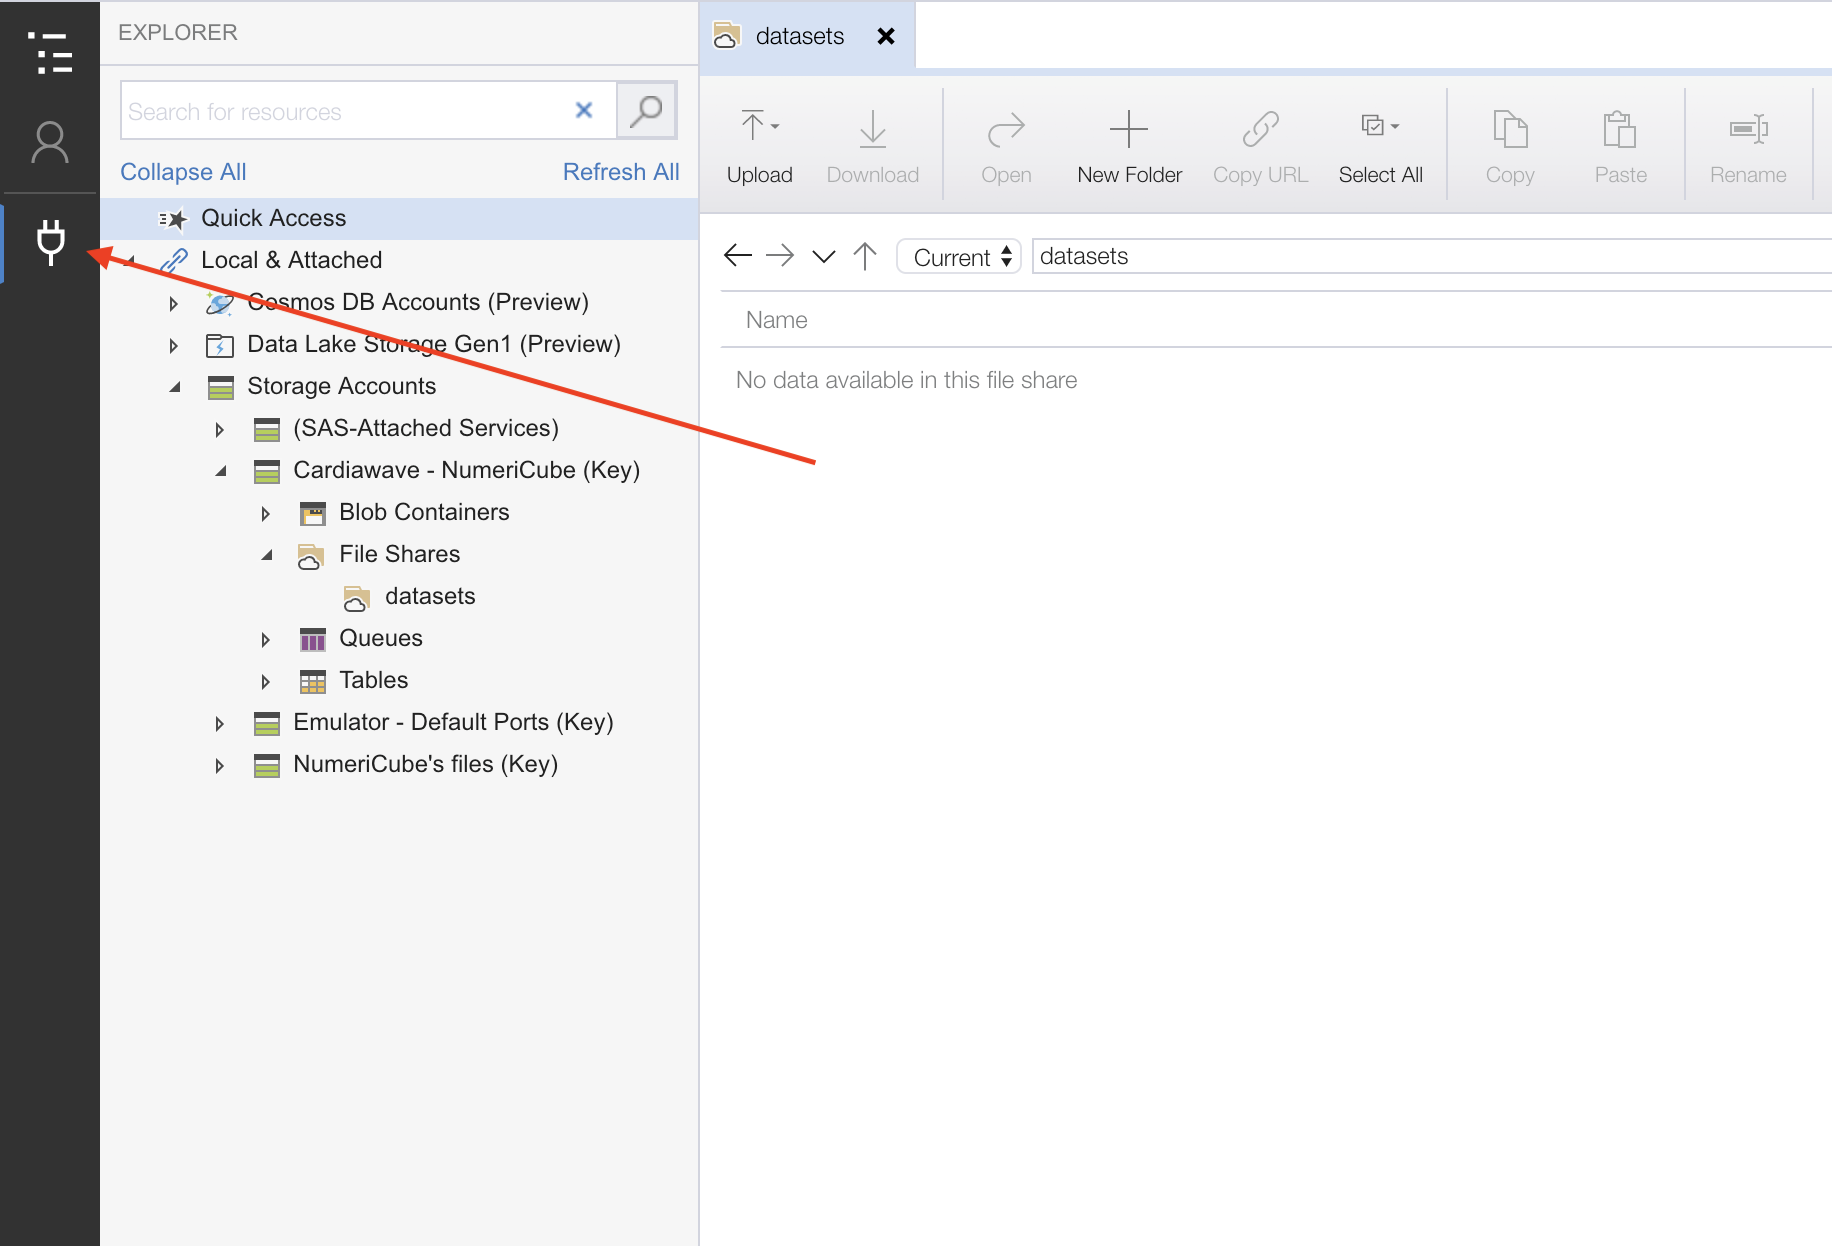 EXPLORER
Search for resources
Collapse All
Refresh All
Quick Access
Local & Attached
Cosmos DB Accounts (Preview)
Data Lake Storage Gen1 (Preview)
Storage Accounts
(SAS-Attached Services)
Cardiawave - NumeriCube (Key)
Blob Containers
File Shares
datasets
Queues
Tables
Emulator - Default Ports (Key)
NumeriCube's files (Key)
datasets
Upload
Download
Open
New Folder
Copy URL
Select All
Copy
Paste
Rename
Current
datasets
Name
No data available in this file share